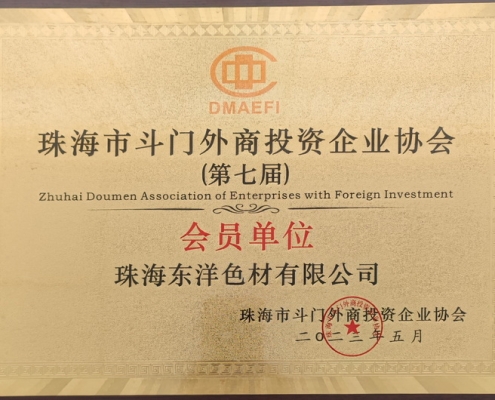 DMAEFI
珠海市斗门外商投资企业协会
(第七届)
Zhuhai Doumen Association of Enterprises with Foreign Investment
会员单位
珠海东洋色材有限公司
珠海市斗门外商投资企业协会
二〇二三年五月